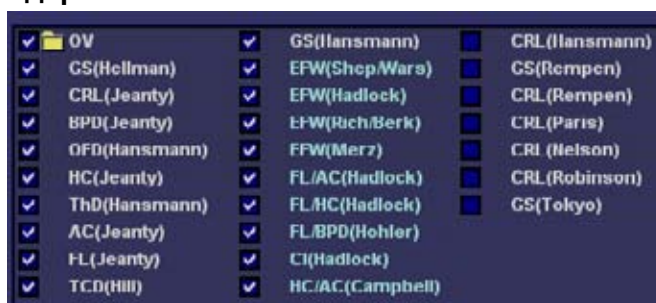 OV
GS(Hellman)
CRL(Jeanty)
BPD(Jeanty)
OFD(Hansmann)
HC(Jeanty)
ThD(Hansmann)
AC(Jeanty)
FL(Jeanty)
TCD(Hill)
GS(Hansmann)
EFW(Shep/Wars)
EFW(Hadlock)
EFW(Rich/Berk)
EFW(Merz)
FL/AC(Hadlock)
FL/HC(Hadlock)
FL/BPD(Hohler)
CI(Hadlock)
HC/AC(Campbell)
CRL(Hansmann)
GS(Rempen)
CRL(Rempen)
CRL(Paris)
CRL(Nelson)
CRL(Robinson)
GS(Tokyo)